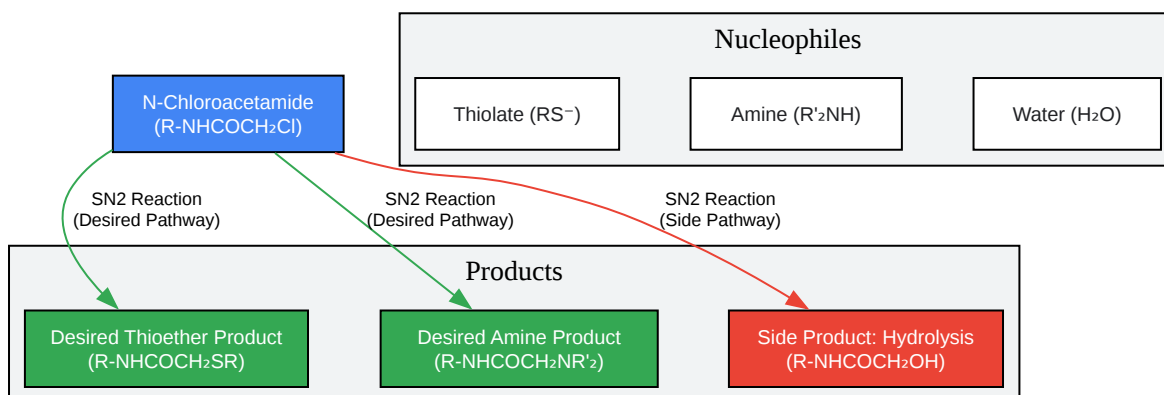 Nucleophiles
N-Chloroacetamide
(R-NHCOCH₂Cl)
Thiolate (RS⁻)
Amine (R'₂NH)
Water (H₂O)
SN2 Reaction
(Desired Pathway)
SN2 Reaction
(Desired Pathway)
SN2 Reaction
(Side Pathway)
Products
Desired Thioether Product
(R-NHCOCH₂SR)
Desired Amine Product
(R-NHCOCH₂NR'₂)
Side Product: Hydrolysis
(R-NHCOCH₂OH)